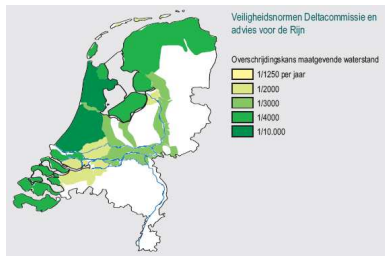 Veiligheidsnormen Deltacommissie en
advies voor de Rijn
Overschrijdingskans maatgevende waterstand
1/1250 per jaar
1/2000
1/3000
1/4000
1/10.000